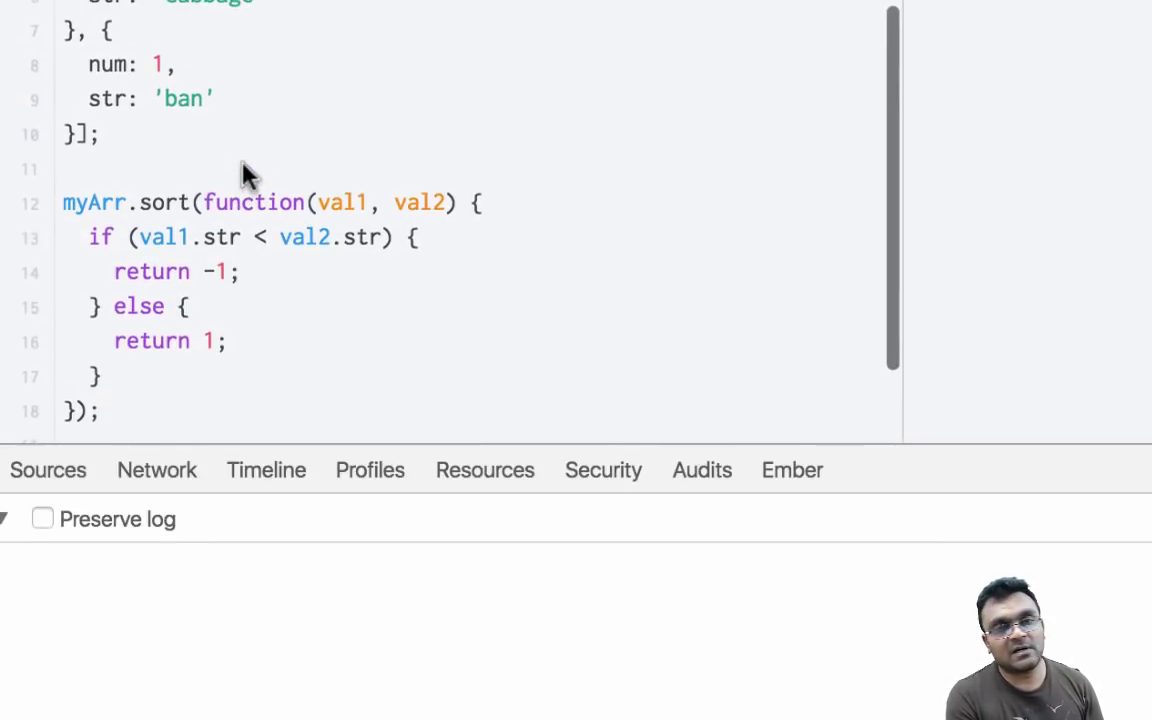 str: 'cabbage'
7 }, {
8 num: 1,
9 str: 'ban'
10 }];
11
12 myArr.sort(function(val1, val2) {
13 if (val1.str < val2.str) {
14 return -1;
15 } else {
16 return 1;
17 }
18 });
Sources Network Timeline Profiles Resources Security Audits Ember
Preserve log